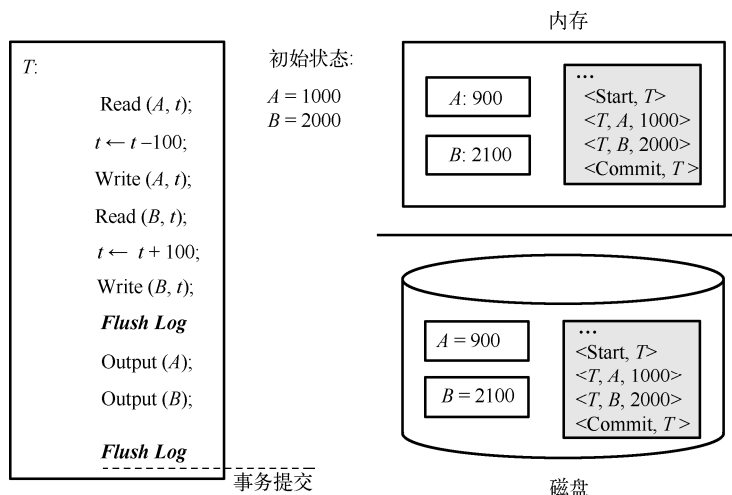 T:
Read (A, t);
t ← t –100;
Write (A, t);
Read (B, t);
t ← t + 100;
Write (B, t);
Flush Log
Output (A);
Output (B);
Flush Log
事务提交
初始状态:
A = 1000
B = 2000
内存
A: 900
B: 2100
...
<Start, T>
<T, A, 1000>
<T, B, 2000>
<Commit, T >
A = 900
B = 2100
...
<Start, T>
<T, A, 1000>
<T, B, 2000>
<Commit, T >
磁盘